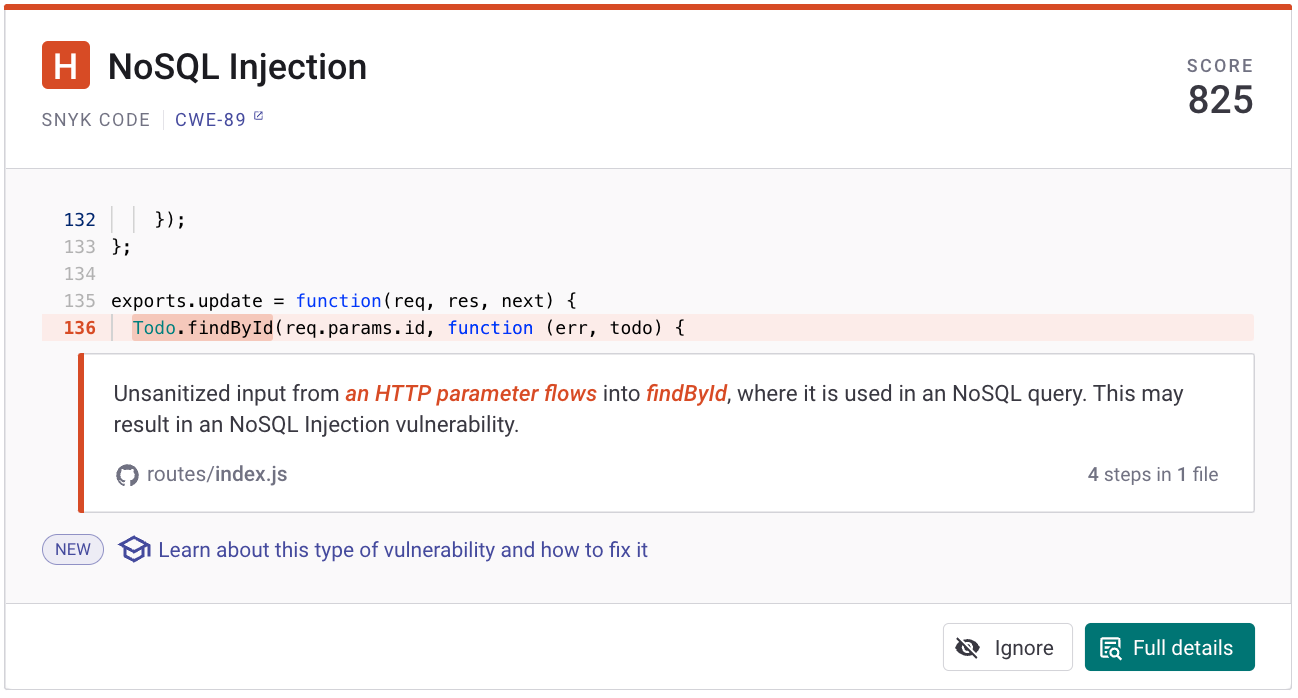 H NoSQL Injection
SCORE
825
SNYK CODE CWE-89
132 });
133 };
134
135 exports.update = function(req, res, next) {
136 Todo.findById(req.params.id, function (err, todo) {
Unsanitized input from an HTTP parameter flows into findById, where it is used in an NoSQL query. This may
result in an NoSQL Injection vulnerability.
routes/index.js 4 steps in 1 file
NEW Learn about this type of vulnerability and how to fix it
Ignore Full details